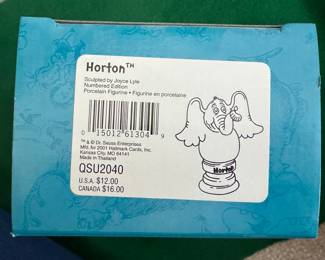 Horton™
Sculpted by Joyce Lyle
Numbered Edition
Porcelain Figurine • Figurine en porcelaine
0 15012 61304 9
™ & © Dr. Seuss Enterprises
Mfd. for 2001 Hallmark Cards, Inc.
Kansas City, MO 64141
Made in Thailand
QSU2040
U.S.A. $12.00
CANADA $16.00
Horton